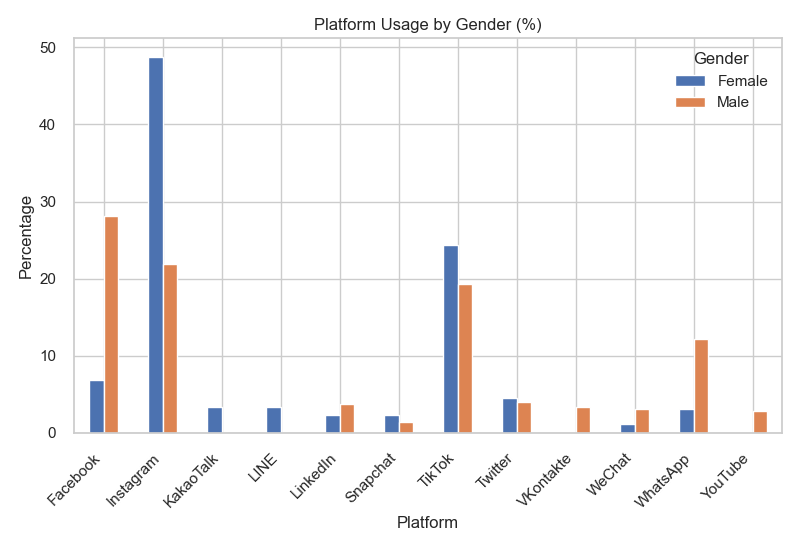 Platform Usage by Gender (%)
Gender
Female
Male
Percentage
50
40
30
20
10
0
Facebook
Instagram
KakaoTalk
LINE
LinkedIn
Snapchat
TikTok
Twitter
VKontakte
WeChat
WhatsApp
YouTube
Platform